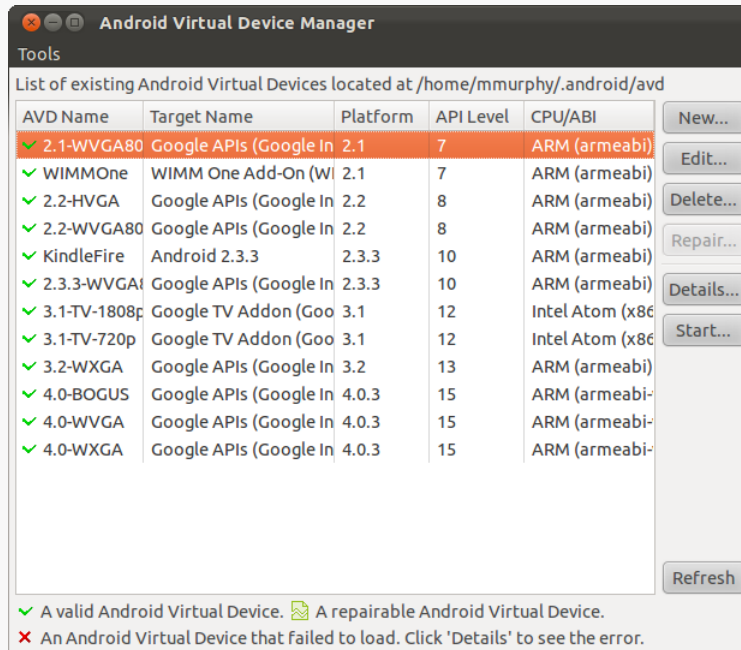 Android Virtual Device Manager
Tools
List of existing Android Virtual Devices located at /home/mmurphy/.android/avd
AVD Name Target Name Platform API Level CPU/ABI New...
2.1-WVGA80 Google APIs (Google In 2.1 7 ARM (armeabi)
Edit...
WIMMOne WIMM One Add-On (WI 2.1 7 ARM (armeabi)
2.2-HVGA Google APIs (Google In 2.2 8 ARM (armeabi) Delete...
2.2-WVGA80 Google APIs (Google In 2.2 8 ARM (armeabi)
Repair...
KindleFire Android 2.3.3 2.3.3 10 ARM (armeabi)
2.3.3-WVGA8 Google APIs (Google In 2.3.3 10 ARM (armeabi) Details...
3.1-TV-1808p Google TV Addon (Goo 3.1 12 Intel Atom (x86
3.1-TV-720p Google TV Addon (Goo 3.1 12 Intel Atom (x86 Start...
3.2-WXGA Google APIs (Google In 3.2 13 ARM (armeabi)
4.0-BOGUS Google APIs (Google In 4.0.3 15 ARM (armeabi-
4.0-WVGA Google APIs (Google In 4.0.3 15 ARM (armeabi-
4.0-WXGA Google APIs (Google In 4.0.3 15 ARM (armeabi-
Refresh
A valid Android Virtual Device. A repairable Android Virtual Device.
An Android Virtual Device that failed to load. Click 'Details' to see the error.